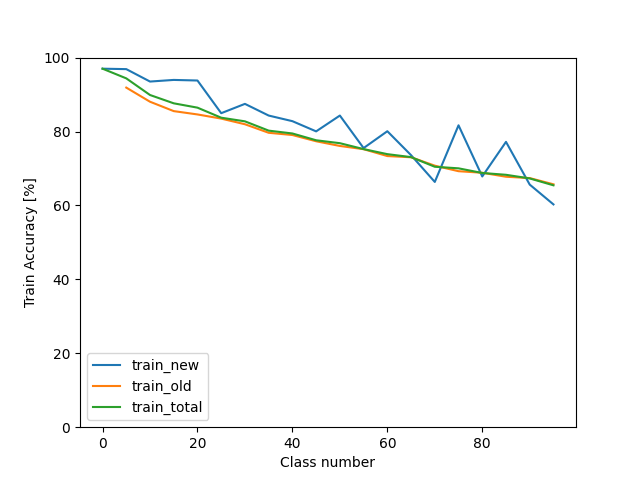 100
80
60
40
20
0
Train Accuracy [%]
train_new
train_old
train_total
0 20 40 60 80
Class number